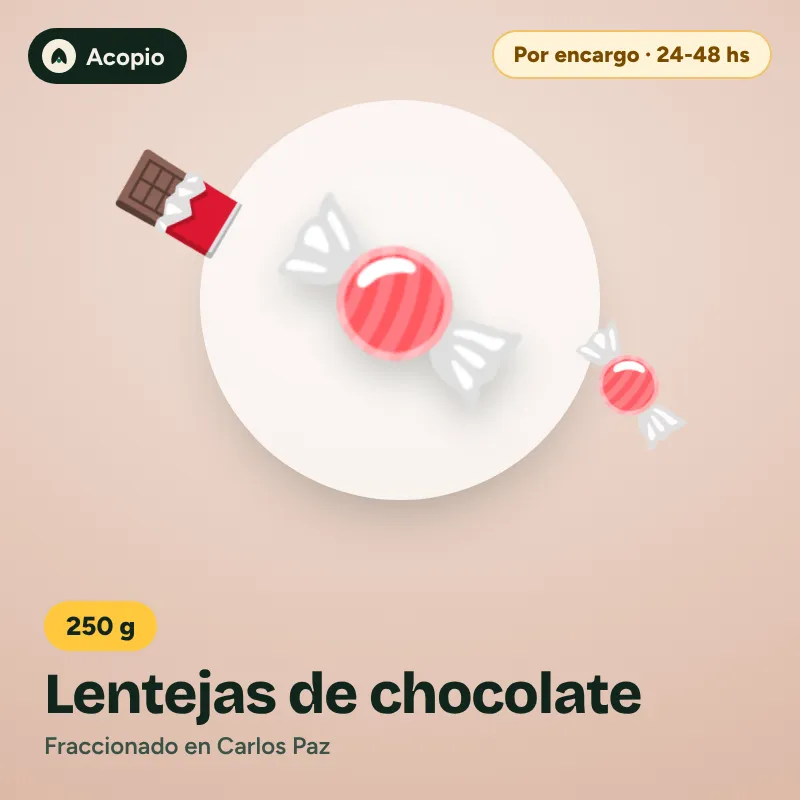 Acopio
Por encargo · 24-48 hs
250 g
Lentejas de chocolate
Fraccionado en Carlos Paz